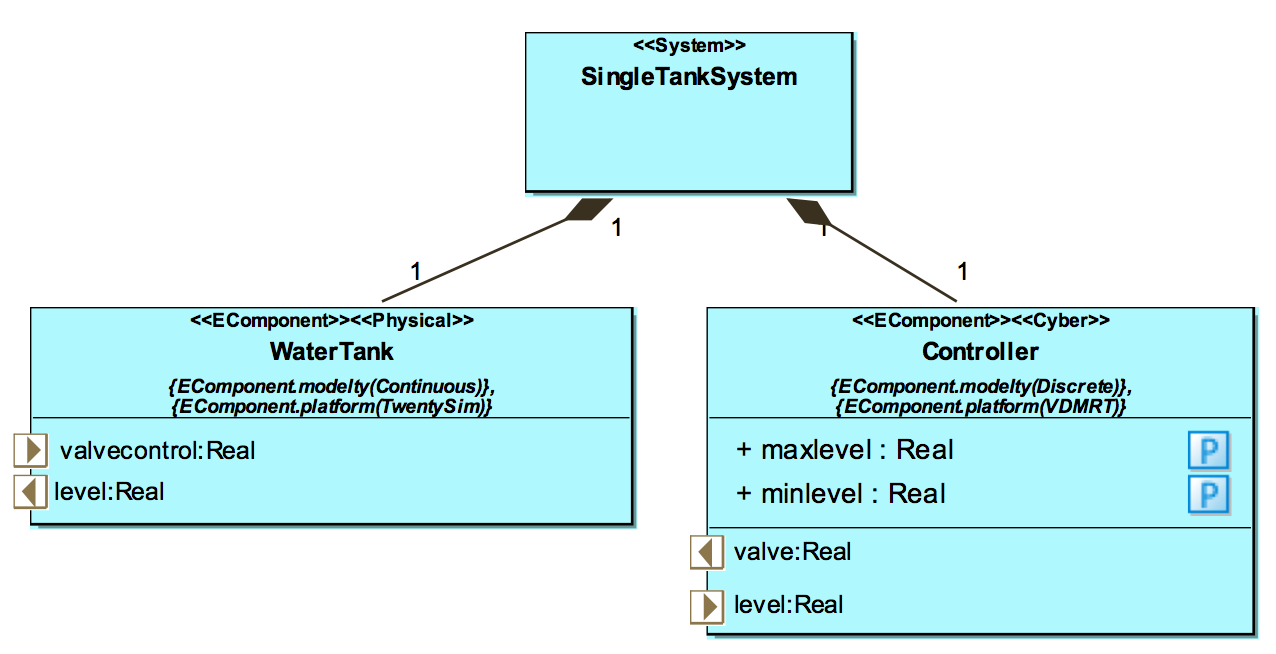 <<System>>
SingleTankSystem
1
1
1
1
<<EComponent>><<Physical>>
WaterTank
{EComponent.modelty(Continuous)},
{EComponent.platform(TwentySim)}
valvecontrol:Real
level:Real
<<EComponent>><<Cyber>>
Controller
{EComponent.modelty(Discrete)},
{EComponent.platform(VDMRT)}
+ maxlevel : Real P
+ minlevel : Real P
valve:Real
level:Real